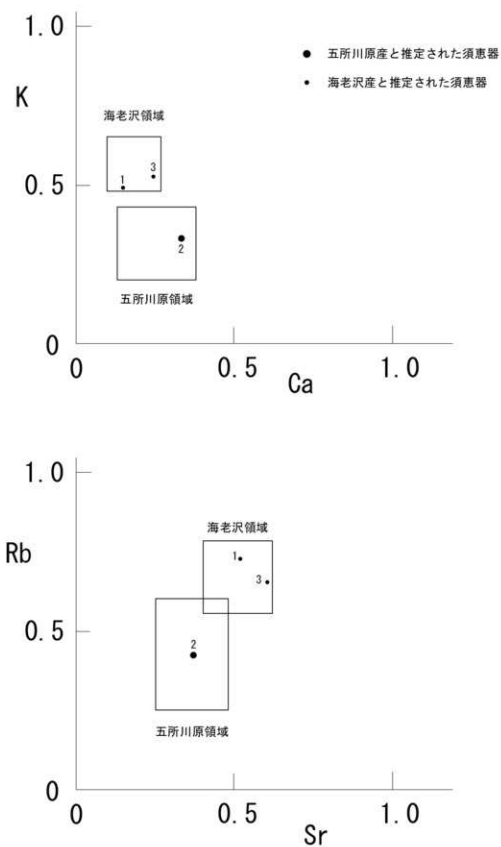 1.0
● 五所川原産と推定された須恵器
K
• 海老沢産と推定された須恵器
海老沢領域
1 3
0.5
2
五所川原領域
0
0 0.5 1.0
Ca
1.0
海老沢領域
Rb
1
3
0.5
2
五所川原領域
0
0 0.5 1.0
Sr